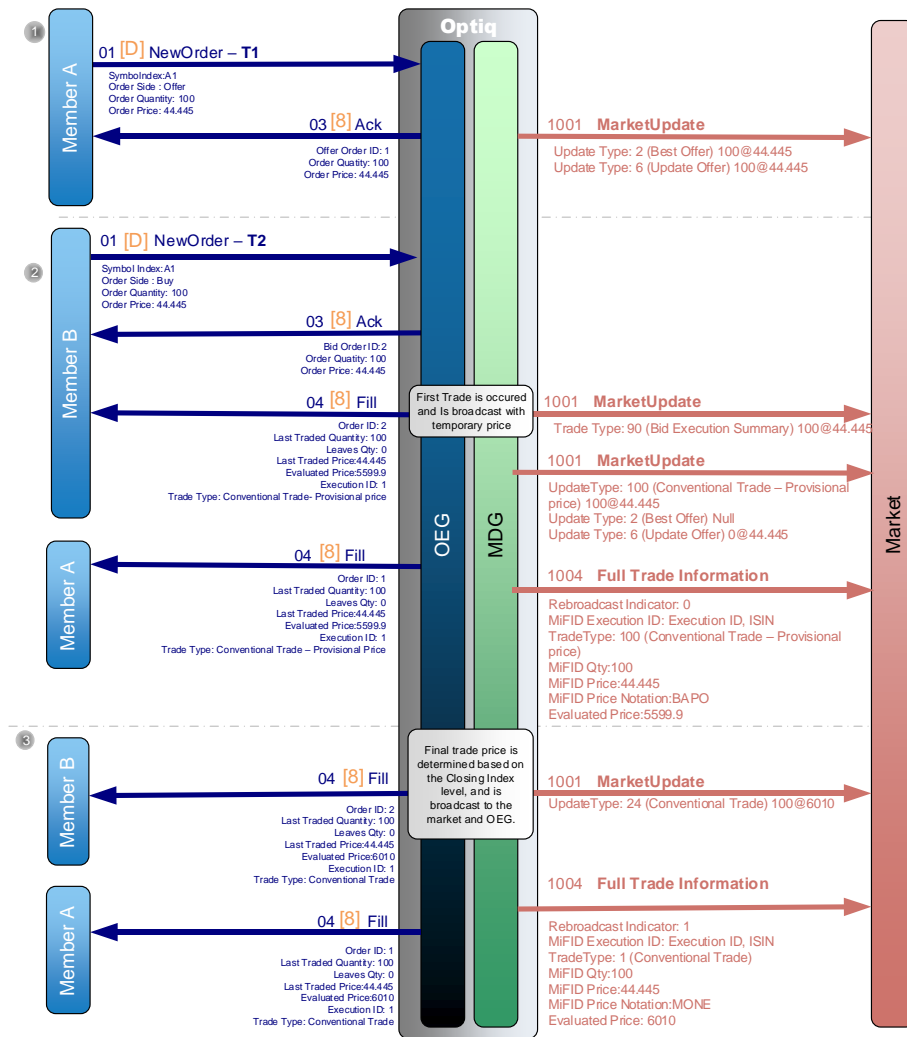 Optiq
1
Member A
01 [D] NewOrder – T1
SymbolIndex:A1
Order Side : Offer
Order Quantity: 100
Order Price: 44.445
03 [8] Ack
Offer Order ID: 1
Order Quatity: 100
Order Price: 44.445
1001 MarketUpdate
Update Type: 2 (Best Offer) 100@44.445
Update Type: 6 (Update Offer) 100@44.445
2
Member B
01 [D] NewOrder – T2
Symbol Index:A1
Order Side : Buy
Order Quantity: 100
Order Price: 44.445
03 [8] Ack
Bid Order ID:2
Order Quatity: 100
Order Price: 44.445
04 [8] Fill
Order ID: 2
Last Traded Quantity: 100
Leaves Qty: 0
Last Traded Price:44.445
Evaluated Price:5599.9
Execution ID: 1
Trade Type: Conventional Trade- Provisional price
First Trade is occured
and Is broadcast with
temporary price
1001 MarketUpdate
Trade Type: 90 (Bid Execution Summary) 100@44.445
1001 MarketUpdate
UpdateType: 100 (Conventional Trade – Provisional
price) 100@44.445
Update Type: 2 (Best Offer) Null
Update Type: 6 (Update Offer) 0@44.445
OEG
MDG
Market
Member A
04 [8] Fill
Order ID: 1
Last Traded Quantity: 100
Leaves Qty: 0
Last Traded Price:44.445
Evaluated Price:5599.9
Execution ID: 1
Trade Type: Conventional Trade – Provisional Price
1004 Full Trade Information
Rebroadcast Indicator: 0
MiFID Execution ID: Execution ID, ISIN
TradeType: 100 (Conventional Trade – Provisional
price)
MiFID Qty:100
MiFID Price:44.445
MiFID Price Notation:BAPO
Evaluated Price:5599.9
3
Member B
04 [8] Fill
Order ID: 2
Last Traded Quantity: 100
Leaves Qty: 0
Last Traded Price:44.445
Evaluated Price:6010
Execution ID: 1
Trade Type: Conventional Trade
Final trade price is
determined based on
the Closing Index
level, and is
broadcast to the
market and OEG.
1001 MarketUpdate
UpdateType: 24 (Conventional Trade) 100@6010
Member A
04 [8] Fill
Order ID: 1
Last Traded Quantity: 100
Leaves Qty: 0
Last Traded Price:44.445
Evaluated Price:6010
Execution ID: 1
Trade Type: Conventional Trade
1004 Full Trade Information
Rebroadcast Indicator: 1
MiFID Execution ID: Execution ID, ISIN
TradeType: 1 (Conventional Trade)
MiFID Qty:100
MiFID Price:44.445
MiFID Price Notation:MONE
Evaluated Price: 6010